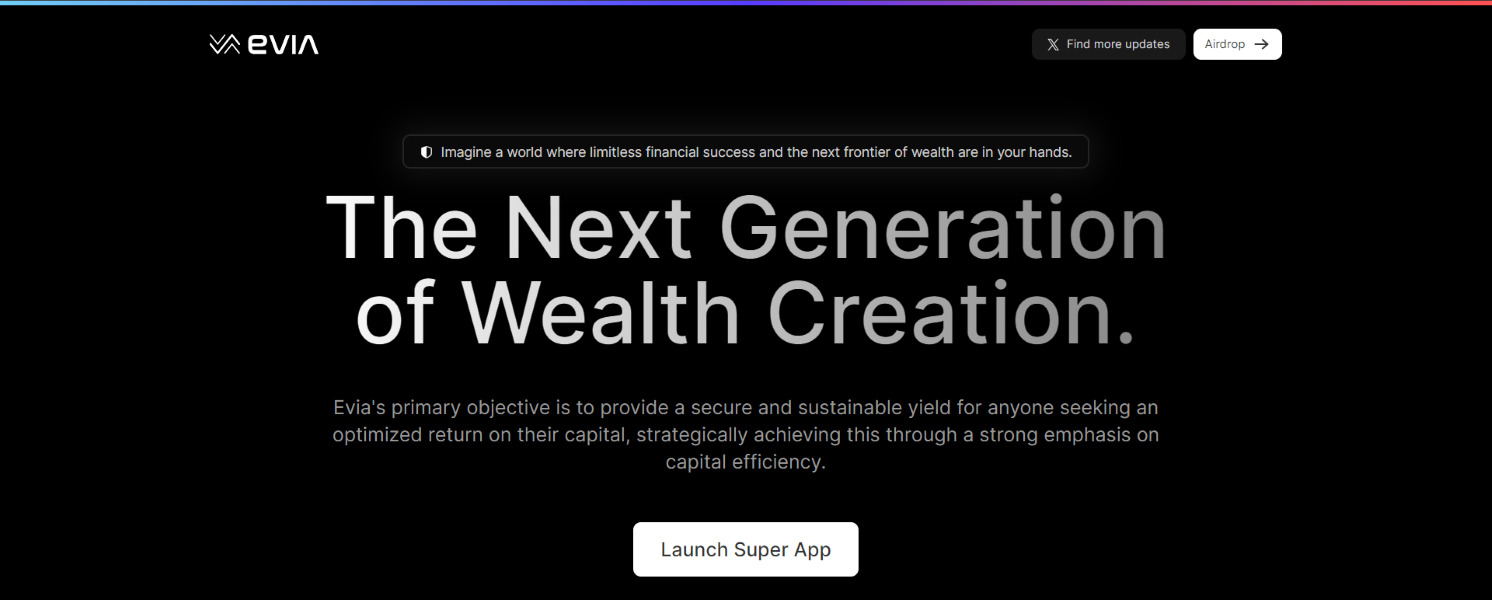 EVIA
Find more updates
Airdrop
Imagine a world where limitless financial success and the next frontier of wealth are in your hands.
The Next Generation
of Wealth Creation.
Evia's primary objective is to provide a secure and sustainable yield for anyone seeking an
optimized return on their capital, strategically achieving this through a strong emphasis on
capital efficiency.
Launch Super App